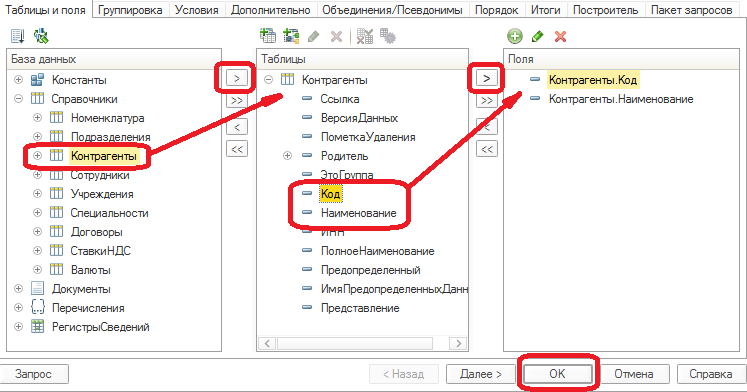 Таблицы и поля Группировка Условия Дополнительно Объединения/Псевдонимы Порядок Итоги Построитель Пакет запросов
База данных
Константы
Справочники
Номенклатура
Подразделения
Контрагенты
Сотрудники
Учреждения
Специальности
Договоры
СтавкиНДС
Валюты
Документы
Перечисления
РегистрыСведений
>
>>
<
<<
Таблицы
Контрагенты
Ссылка
ВерсияДанных
ПометкаУдаления
Родитель
ЭтоГруппа
Код
Наименование
ИНН
ПолноеНаименование
Предопределенный
ИмяПредопределенныхДанн
Представление
>
>>
<
<<
Поля
Контрагенты.Код
Контрагенты.Наименование
Запрос < Назад Далее > OK Отмена Справка